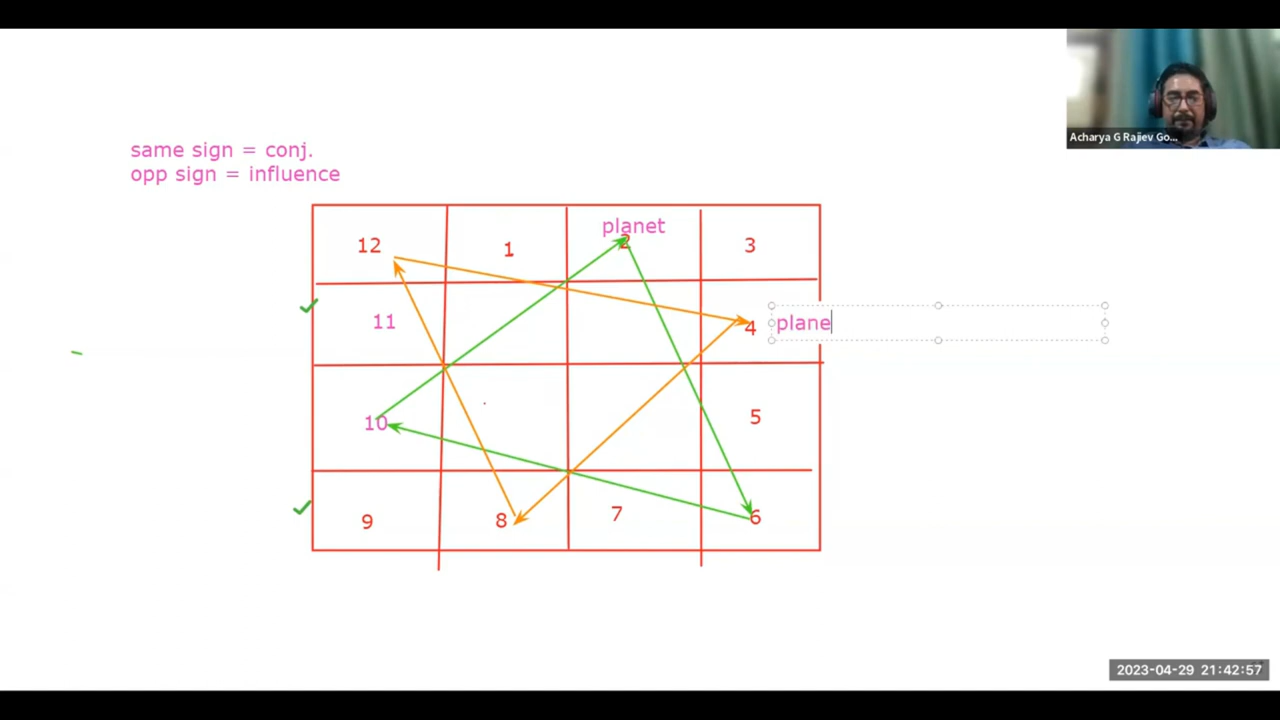 Acharya G Rajiev Go...
same sign = conj.
opp sign = influence
planet
12 1 2 3
11 4 plane
10 5
9 8 7 6
2023-04-29 21:42:57